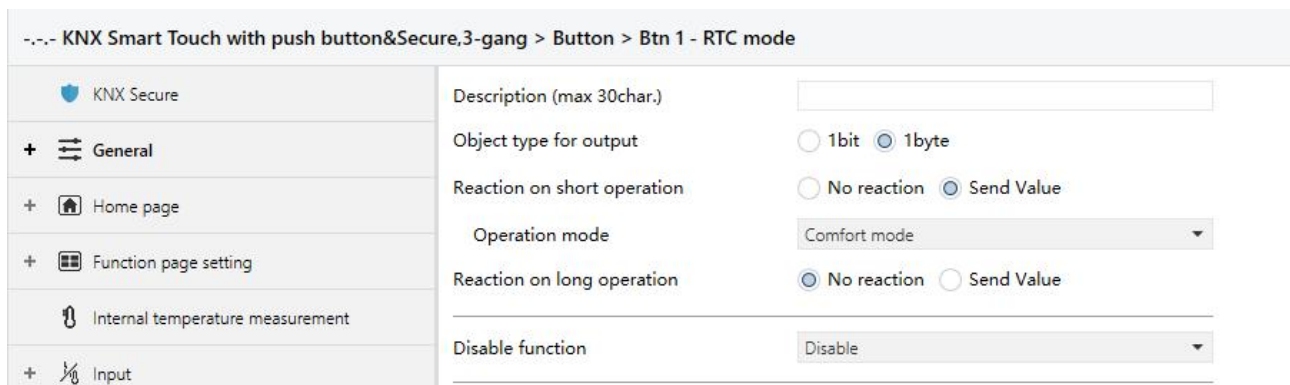 -.-.- KNX Smart Touch with push button&Secure,3-gang > Button > Btn 1 - RTC mode
KNX Secure
+ General
+ Home page
+ Function page setting
Internal temperature measurement
+ Input
Description (max 30char.)
Object type for output 1bit 1byte
Reaction on short operation No reaction Send Value
Operation mode Comfort mode
Reaction on long operation No reaction Send Value
Disable function Disable